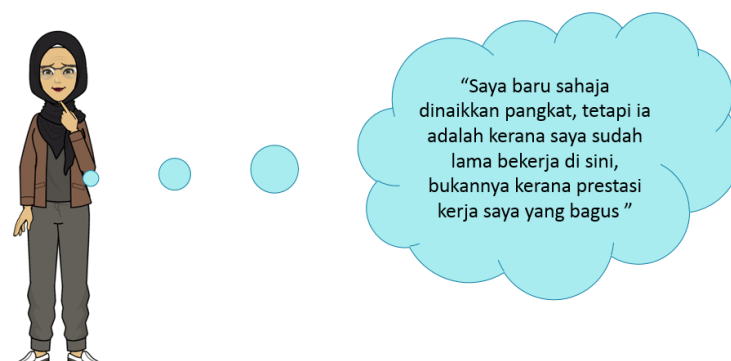 “Saya baru sahaja
dinaikkan pangkat, tetapi ia
adalah kerana saya sudah
lama bekerja di sini,
bukannya kerana prestasi
kerja saya yang bagus ”